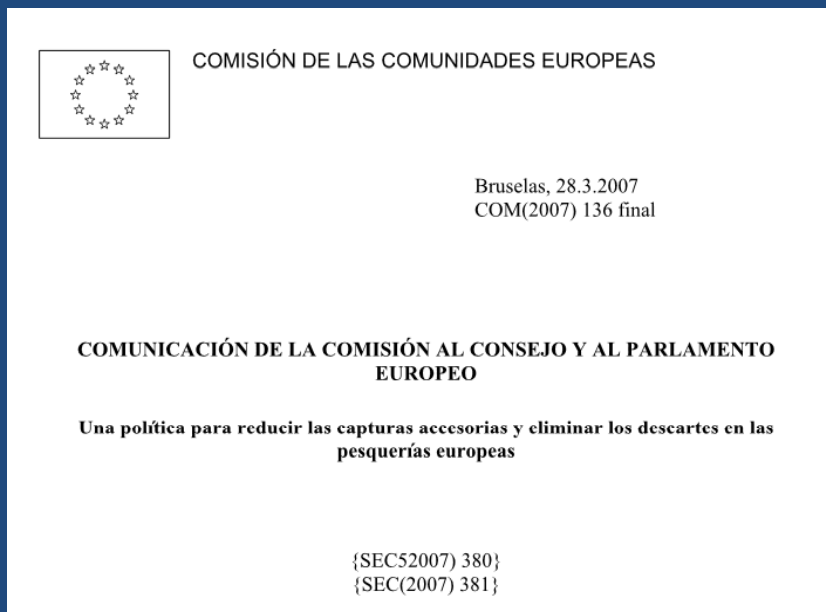 COMISIÓN DE LAS COMUNIDADES EUROPEAS
Bruselas, 28.3.2007
COM(2007) 136 final
COMUNICACIÓN DE LA COMISIÓN AL CONSEJO Y AL PARLAMENTO
EUROPEO
Una política para reducir las capturas accesorias y eliminar los descartes en las
pesquerías europeas
{SEC52007) 380}
{SEC(2007) 381}